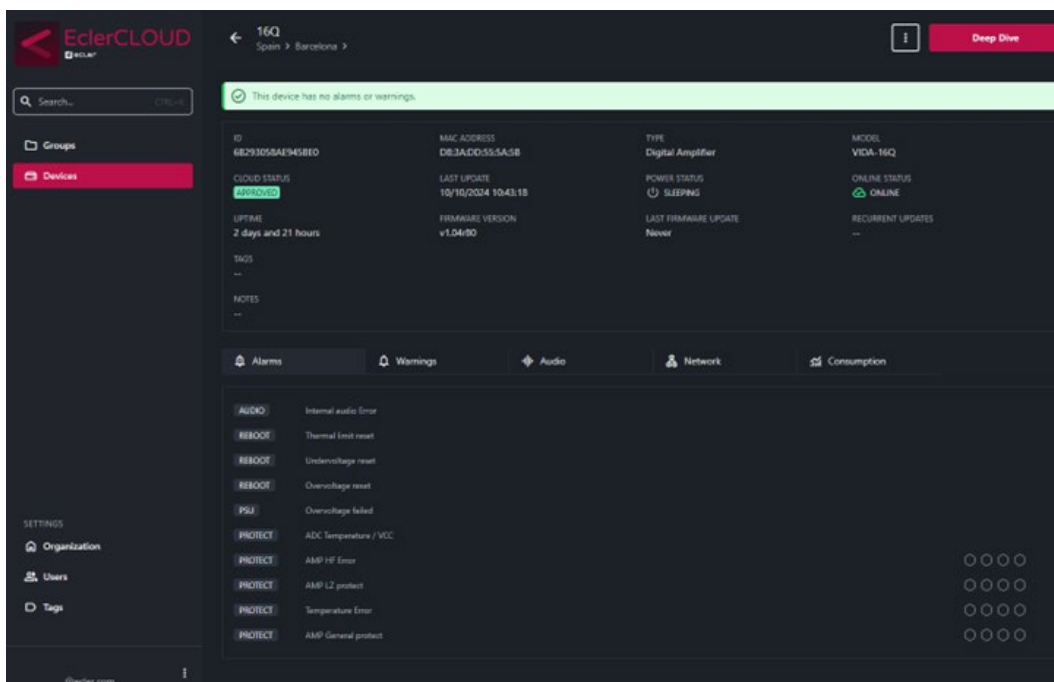 EclerCLOUD
ecler
Search... CTRL+K
Groups
Devices
SETTINGS
Organization
Users
Tags
@ecler.com
16Q
Spain > Barcelona >
Deep Dive
This device has no alarms or warnings.
ID
68293058AE945BE0
MAC ADDRESS
D8:3A:DD:55:5A:5B
TYPE
Digital Amplifier
MODEL
VIDA-16Q
CLOUD STATUS
APPROVED
LAST UPDATE
10/10/2024 10:43:18
POWER STATUS
SLEEPING
ONLINE STATUS
ONLINE
UPTIME
2 days and 21 hours
FIRMWARE VERSION
v1.04r80
LAST FIRMWARE UPDATE
Never
RECURRENT UPDATES
--
TAGS
--
NOTES
--
Alarms
Warnings
Audio
Network
Consumption
AUDIO Internal audio Error
REBOOT Thermal limit reset
REBOOT Undervoltage reset
REBOOT Overvoltage reset
PSU Overvoltage failed
PROTECT ADC Temperature / VCC
PROTECT AMP HF Error
PROTECT AMP LZ protect
PROTECT Temperature Error
PROTECT AMP General protect